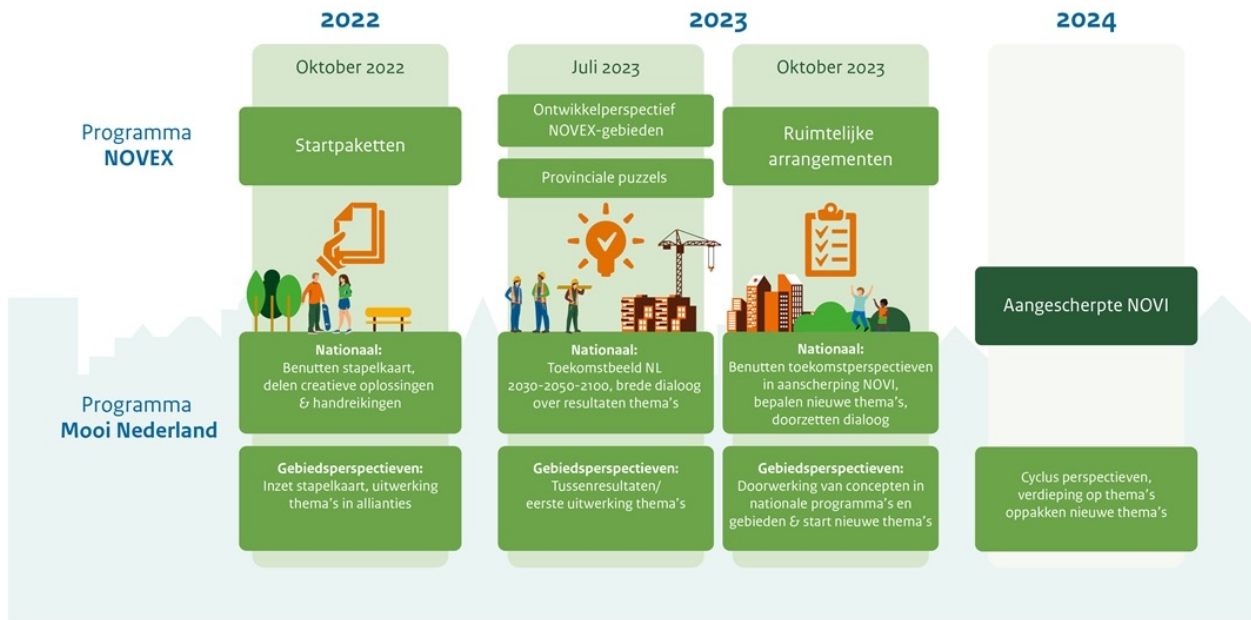 2022
2023
2024
Oktober 2022
Juli 2023
Oktober 2023
Programma
NOVEX
Startpaketten
Ontwikkelperspectief
NOVEX-gebieden
Provinciale puzzels
Ruimtelijke
arrangementen
Aangescherpte NOVI
Programma
Mooi Nederland
Nationaal:
Benutten stapelkaart,
delen creatieve oplossingen
& handreikingen
Nationaal:
Toekomstbeeld NL
2030-2050-2100, brede dialoog
over resultaten thema's
Nationaal:
Benutten toekomstperspectieven
in aanscherping NOVI,
bepalen nieuwe thema's,
doorzetten dialoog
Gebiedsperspectieven:
Inzet stapelkaart, uitwerking
thema's in allianties
Gebiedsperspectieven:
Tussenresultaten/
eerste uitwerking thema's
Gebiedsperspectieven:
Doorwerking van concepten in
nationale programma's en
gebieden & start nieuwe thema's
Cyclus perspectieven,
verdieping op thema's
oppakken nieuwe thema's